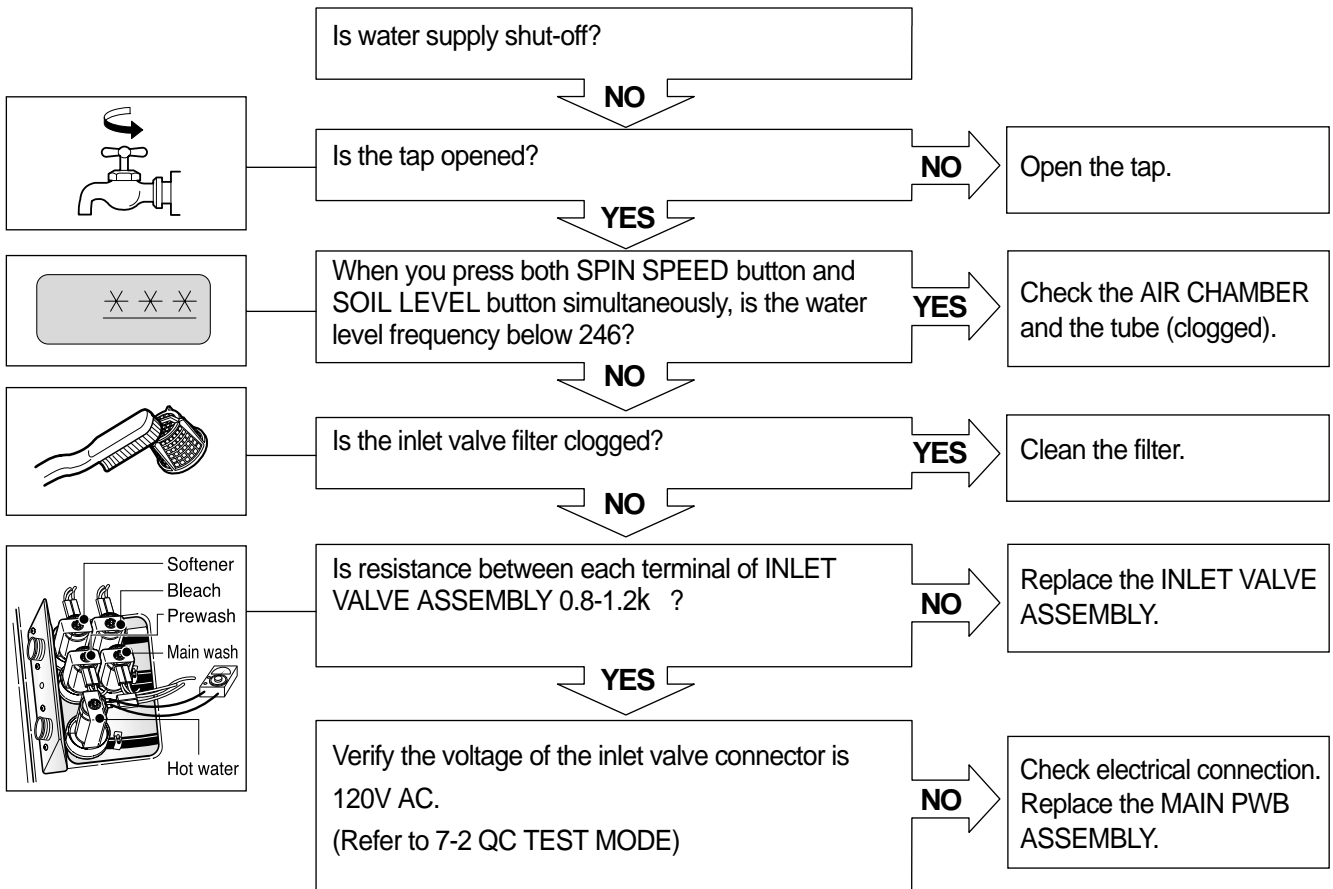 Is water supply shut-off?
NO
Is the tap opened?
NO
Open the tap.
YES
When you press both SPIN SPEED button and
SOIL LEVEL button simultaneously, is the water
level frequency below 246?
YES
Check the AIR CHAMBER
and the tube (clogged).
＊＊＊
NO
Is the inlet valve filter clogged?
YES
Clean the filter.
NO
Softener
Bleach
Prewash
Main wash
Hot water
Is resistance between each terminal of INLET
VALVE ASSEMBLY 0.8-1.2k ?
NO
Replace the INLET VALVE
ASSEMBLY.
YES
Verify the voltage of the inlet valve connector is
120V AC.
(Refer to 7-2 QC TEST MODE)
NO
Check electrical connection.
Replace the MAIN PWB
ASSEMBLY.